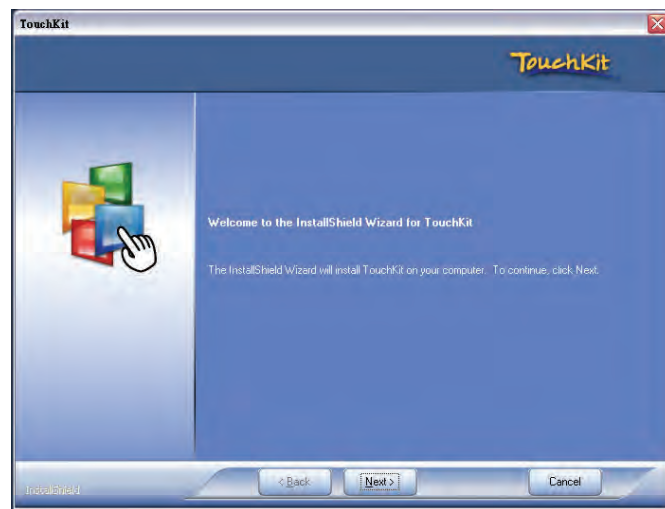 TouchKit
TouchKit
Welcome to the InstallShield Wizard for TouchKit
The InstallShield Wizard will install TouchKit on your computer. To continue, click Next.
InstallShield
< Back
Next >
Cancel